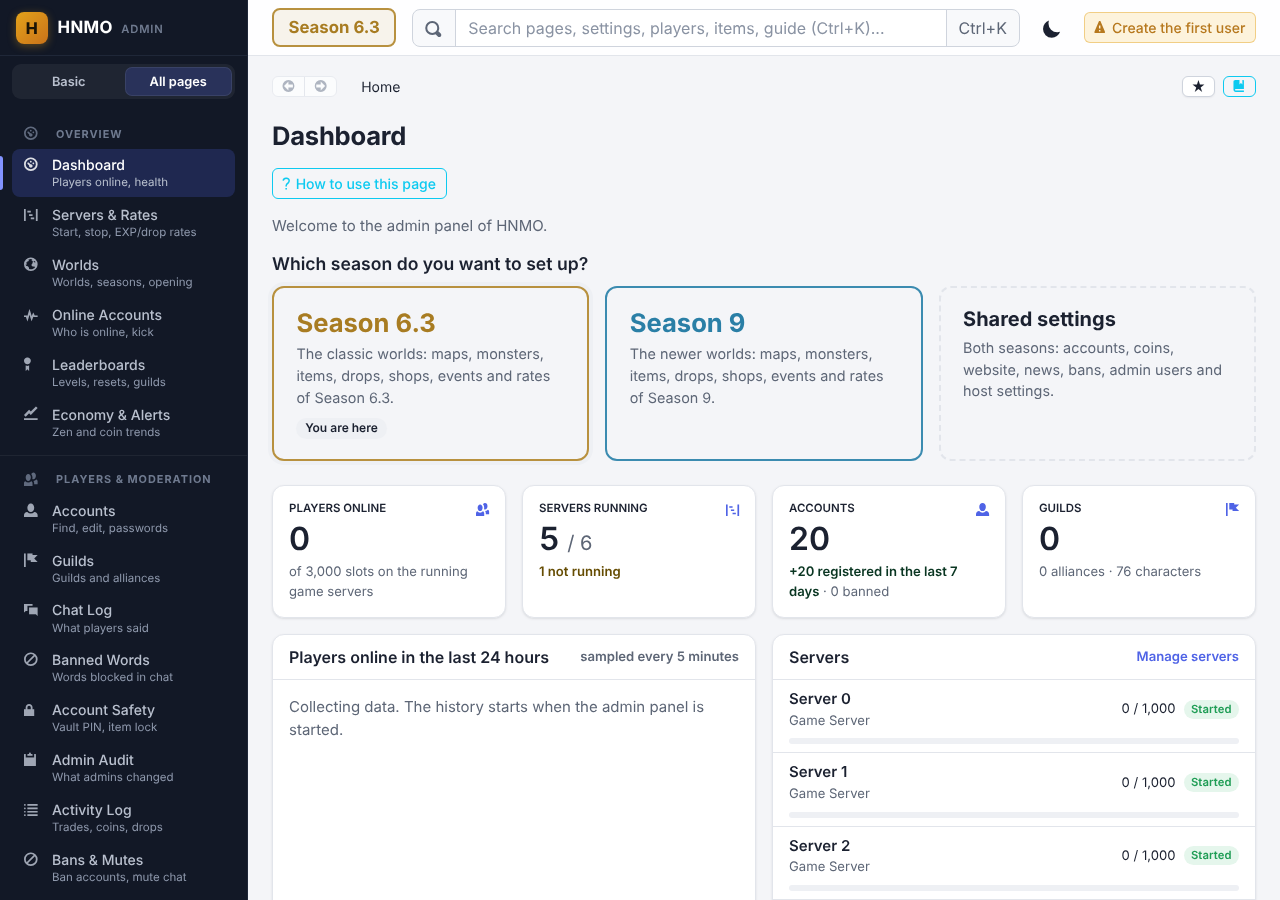 H HNMO ADMIN
Season 6.3
Search pages, settings, players, items, guide (Ctrl+K)...
Ctrl+K
Create the first user
Basic
All pages
Home
OVERVIEW
Dashboard
Players online, health
Servers & Rates
Start, stop, EXP/drop rates
Worlds
Worlds, seasons, opening
Online Accounts
Who is online, kick
Leaderboards
Levels, resets, guilds
Economy & Alerts
Zen and coin trends
PLAYERS & MODERATION
Accounts
Find, edit, passwords
Guilds
Guilds and alliances
Chat Log
What players said
Banned Words
Words blocked in chat
Account Safety
Vault PIN, item lock
Admin Audit
What admins changed
Activity Log
Trades, coins, drops
Bans & Mutes
Ban accounts, mute chat
Dashboard
? How to use this page
Welcome to the admin panel of HNMO.
Which season do you want to set up?
Season 6.3
The classic worlds: maps, monsters,
items, drops, shops, events and rates
of Season 6.3.
You are here
Season 9
The newer worlds: maps, monsters,
items, drops, shops, events and rates
of Season 9.
Shared settings
Both seasons: accounts, coins,
website, news, bans, admin users and
host settings.
PLAYERS ONLINE
0
of 3,000 slots on the running
game servers
SERVERS RUNNING
5 / 6
1 not running
ACCOUNTS
20
+20 registered in the last 7
days · 0 banned
GUILDS
0
0 alliances · 76 characters
Players online in the last 24 hours
sampled every 5 minutes
Collecting data. The history starts when the admin panel is
started.
Servers
Manage servers
Server 0
Game Server
0 / 1,000
Started
Server 1
Game Server
0 / 1,000
Started
Server 2
Game Server
0 / 1,000
Started